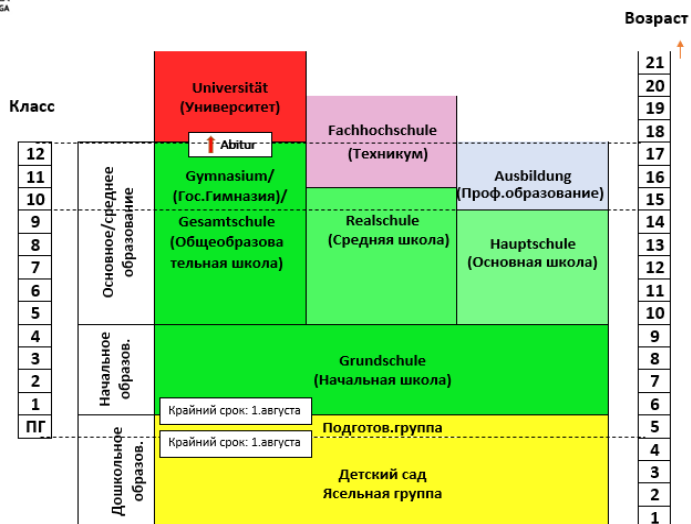 GA
Возраст
Класс
21
20
19
18
17
16
15
14
13
12
11
10
9
8
7
6
5
4
3
2
1
12
11
10
9
8
7
6
5
4
3
2
1
ПГ
Основное/среднее
образование
Начальное
образов.
Дошкольное
образов.
Universität
(Университет)
Abitur
Gymnasium/
(Гос.Гимназия)/
Gesamtschule
(Общеобразова
тельная школа)
Fachhochschule
(Техникум)
Realschule
(Средняя школа)
Ausbildung
(Проф.образование)
Hauptschule
(Основная школа)
Grundschule
(Начальная школа)
Крайний срок: 1.августа
Подготов.группа
Крайний срок: 1.августа
Детский сад
Ясельная группа